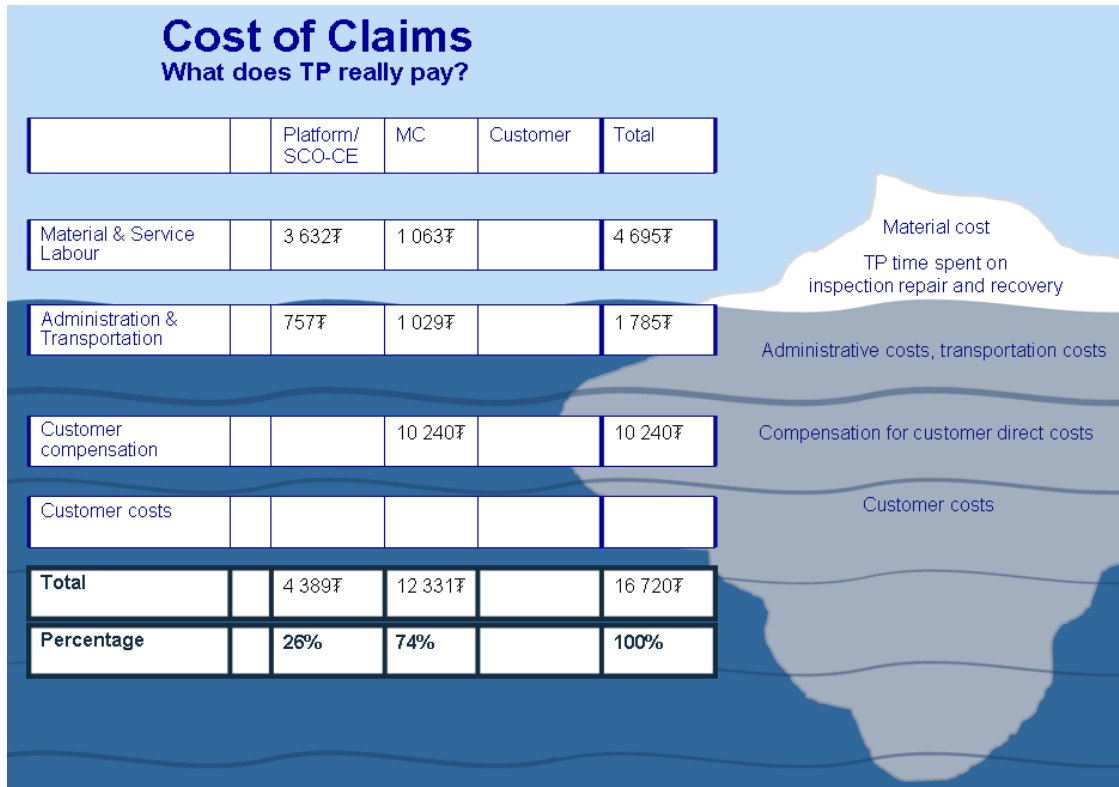 Cost of Claims
What does TP really pay?
Platform/ MC Customer Total
SCO-CE
Material & Service 3 632₮ 1 063₮ 4 695₮
Labour
Administration & 757₮ 1 029₮ 1 785₮
Transportation
Customer 10 240₮ 10 240₮
compensation
Customer costs
Total 4 389₮ 12 331₮ 16 720₮
Percentage 26% 74% 100%
Material cost
TP time spent on
inspection repair and recovery
Administrative costs, transportation costs
Compensation for customer direct costs
Customer costs